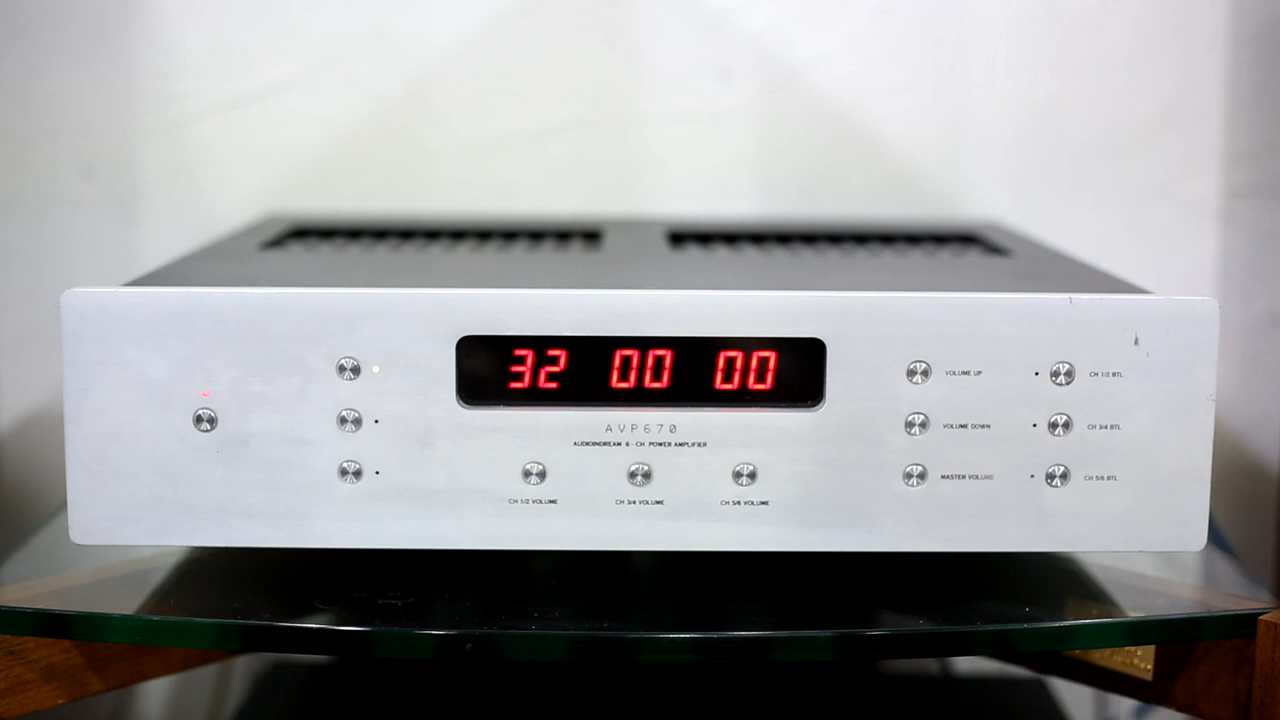 32 00 00
AVP670
AUDIOINDREAM 6 - CH POWER AMPLIFIER
CH 1/2 VOLUME
CH 3/4 VOLUME
CH 5/6 VOLUME
VOLUME UP
VOLUME DOWN
MASTER VOLUME
CH 1/2 BTL
CH 3/4 BTL
CH 5/6 BTL